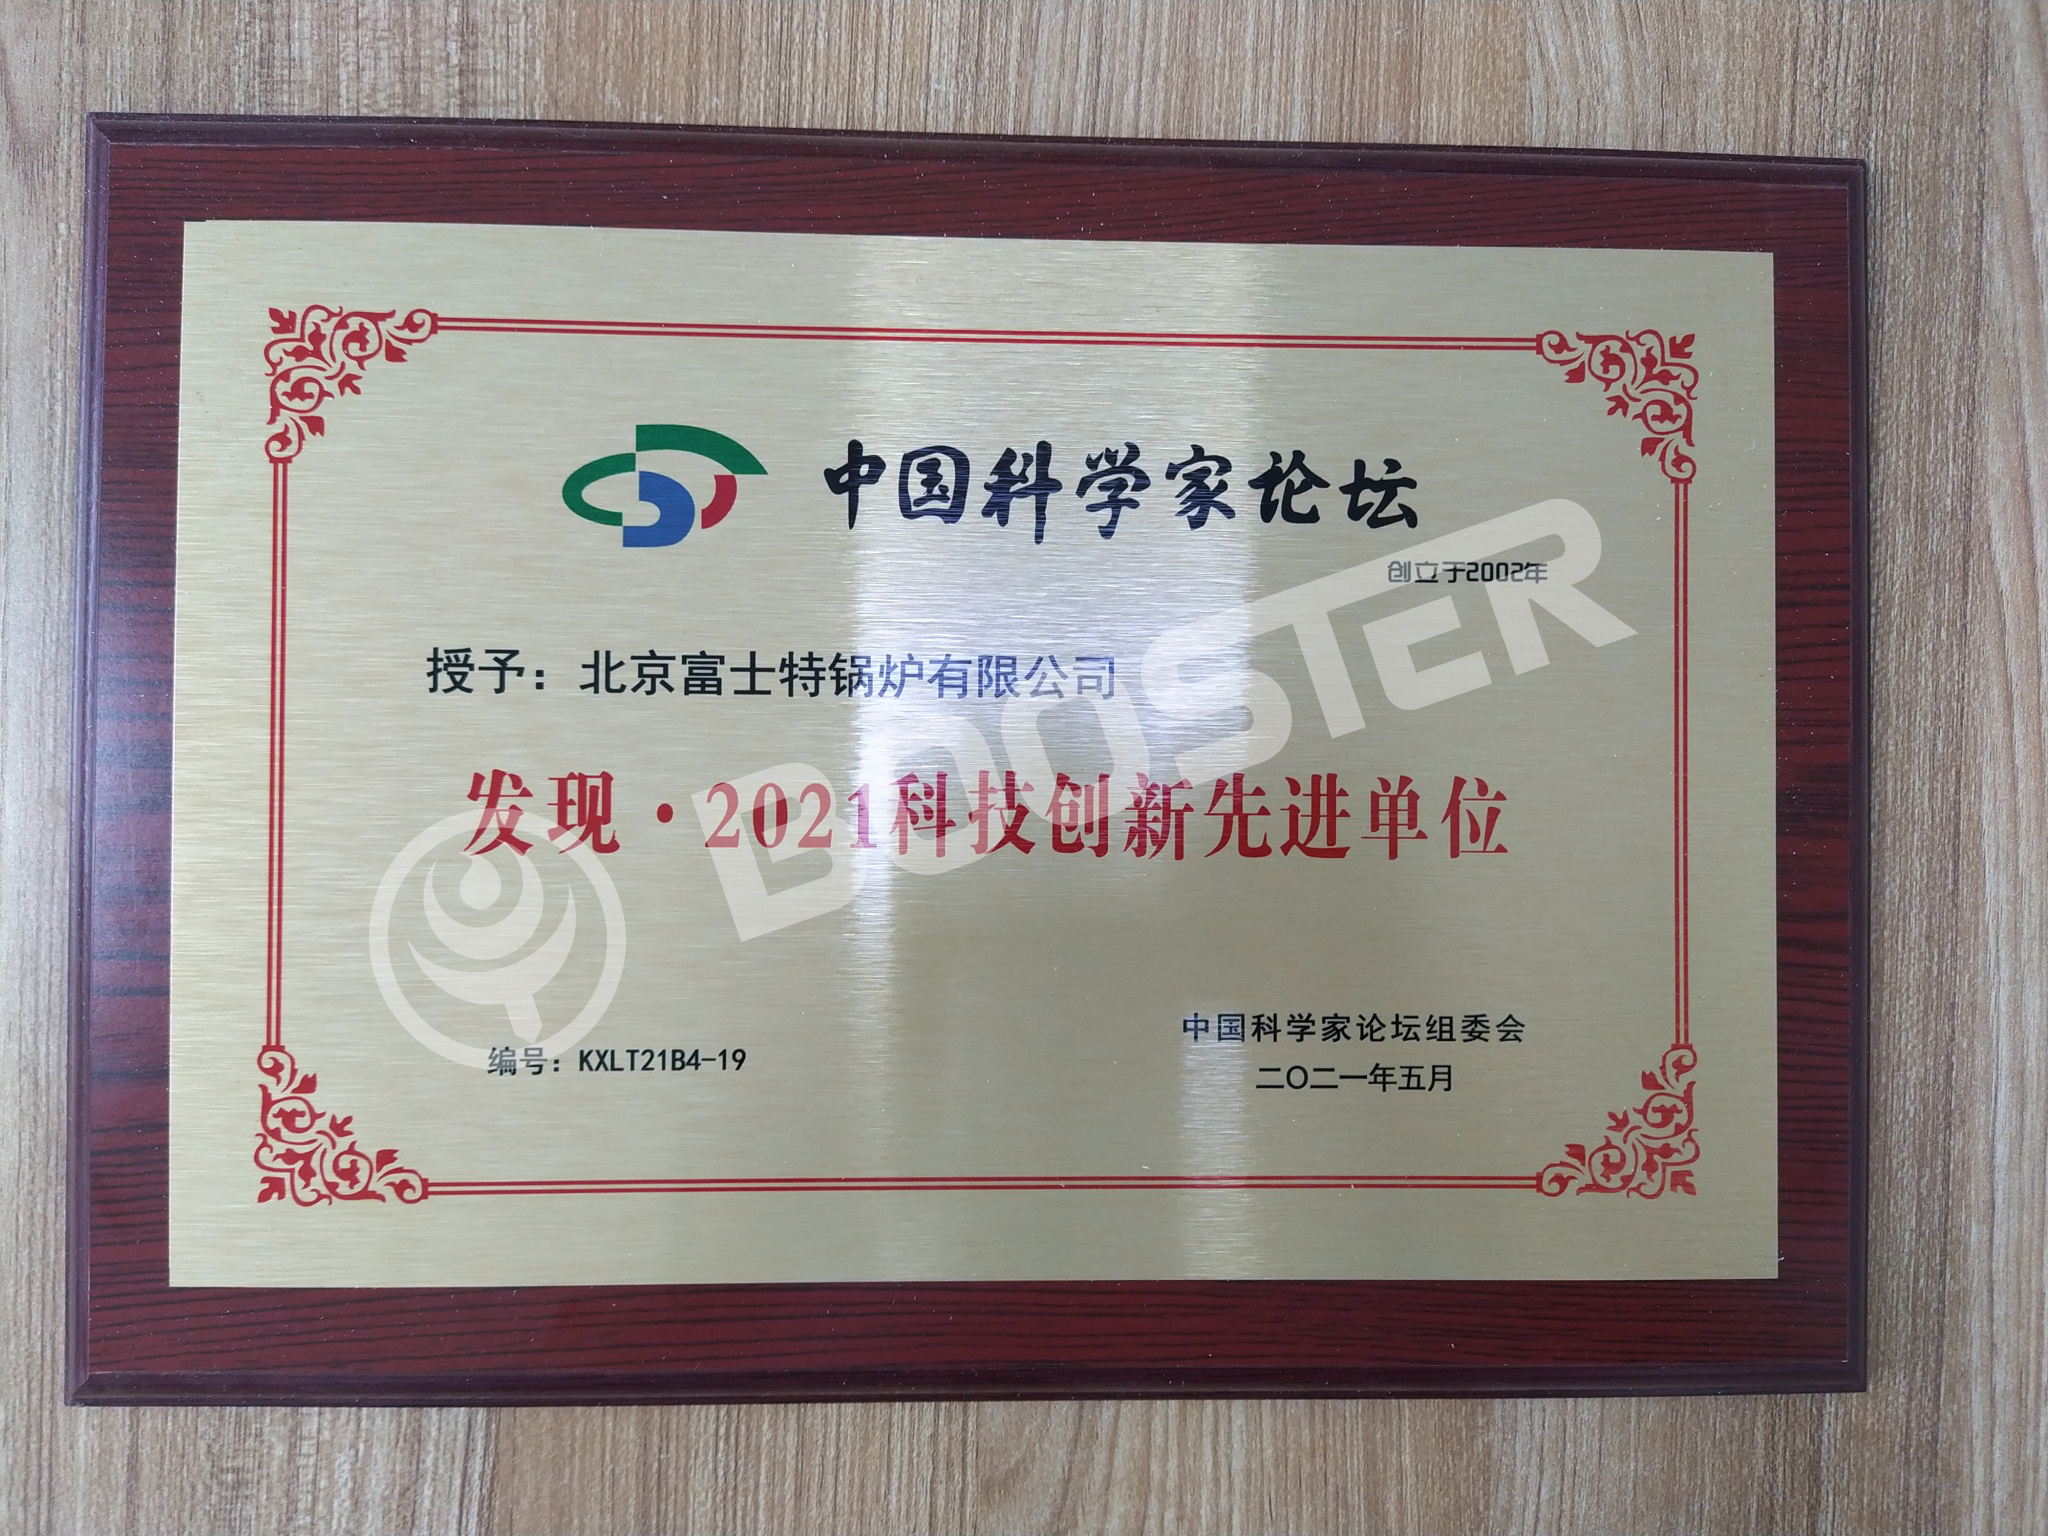 中国科学家论坛
创立于2002年
授予：北京富士特锅炉有限公司
发现·2021科技创新先进单位
BOOSTER
中国科学家论坛组委会
编号：KXLT21B4-19
二〇二一年五月